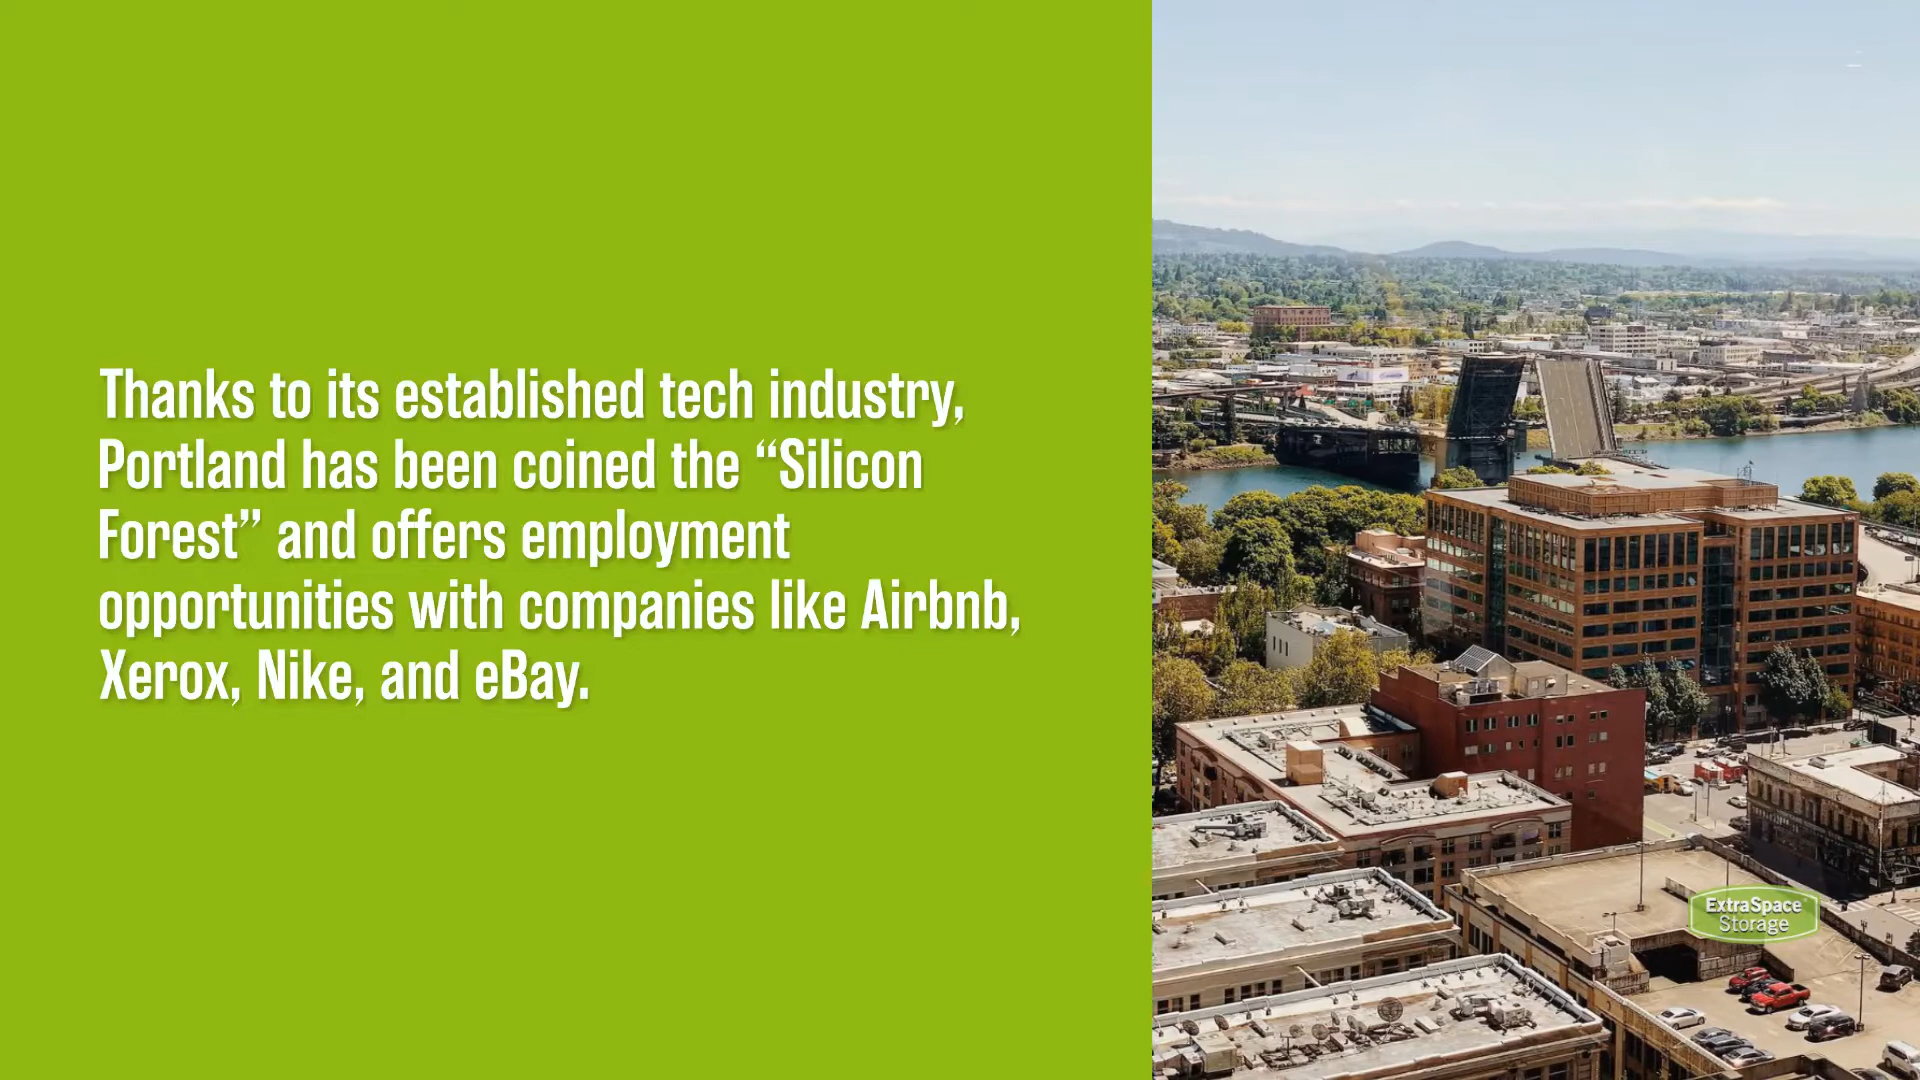 Thanks to its established tech industry,
Portland has been coined the “Silicon
Forest” and offers employment
opportunities with companies like Airbnb,
Xerox, Nike, and eBay.
ExtraSpace
Storage